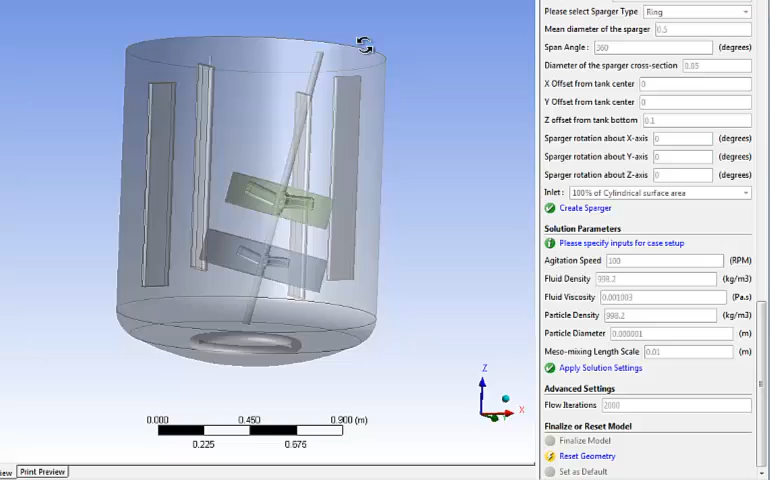 Please select Sparger Type : Ring
Mean diameter of the sparger 0.5
Span Angle : 360 (degrees)
Diameter of the sparger cross-section 0.05
X Offset from tank center 0
Y Offset from tank center 0
Z offset from tank bottom 0.1
Sparger rotation about X-axis 0 (degrees)
Sparger rotation about Y-axis 0 (degrees)
Sparger rotation about Z-axis 0 (degrees)
Inlet : 100% of Cylindrical surface area
Create Sparger
Solution Parameters
Please specify inputs for case setup
Agitation Speed 100 (RPM)
Fluid Density 998.2 (kg/m3)
Fluid Viscosity 0.001003 (Pa.s)
Particle Density 998.2 (kg/m3)
Particle Diameter 0.000001 (m)
Meso-mixing Length Scale 0.01 (m)
Apply Solution Settings
Advanced Settings
Flow Iterations 2000
Finalize or Reset Model
Finalize Model
Reset Geometry
Set as Default
Z
X
0.000 0.450 0.900 (m)
0.225 0.675
Print Preview